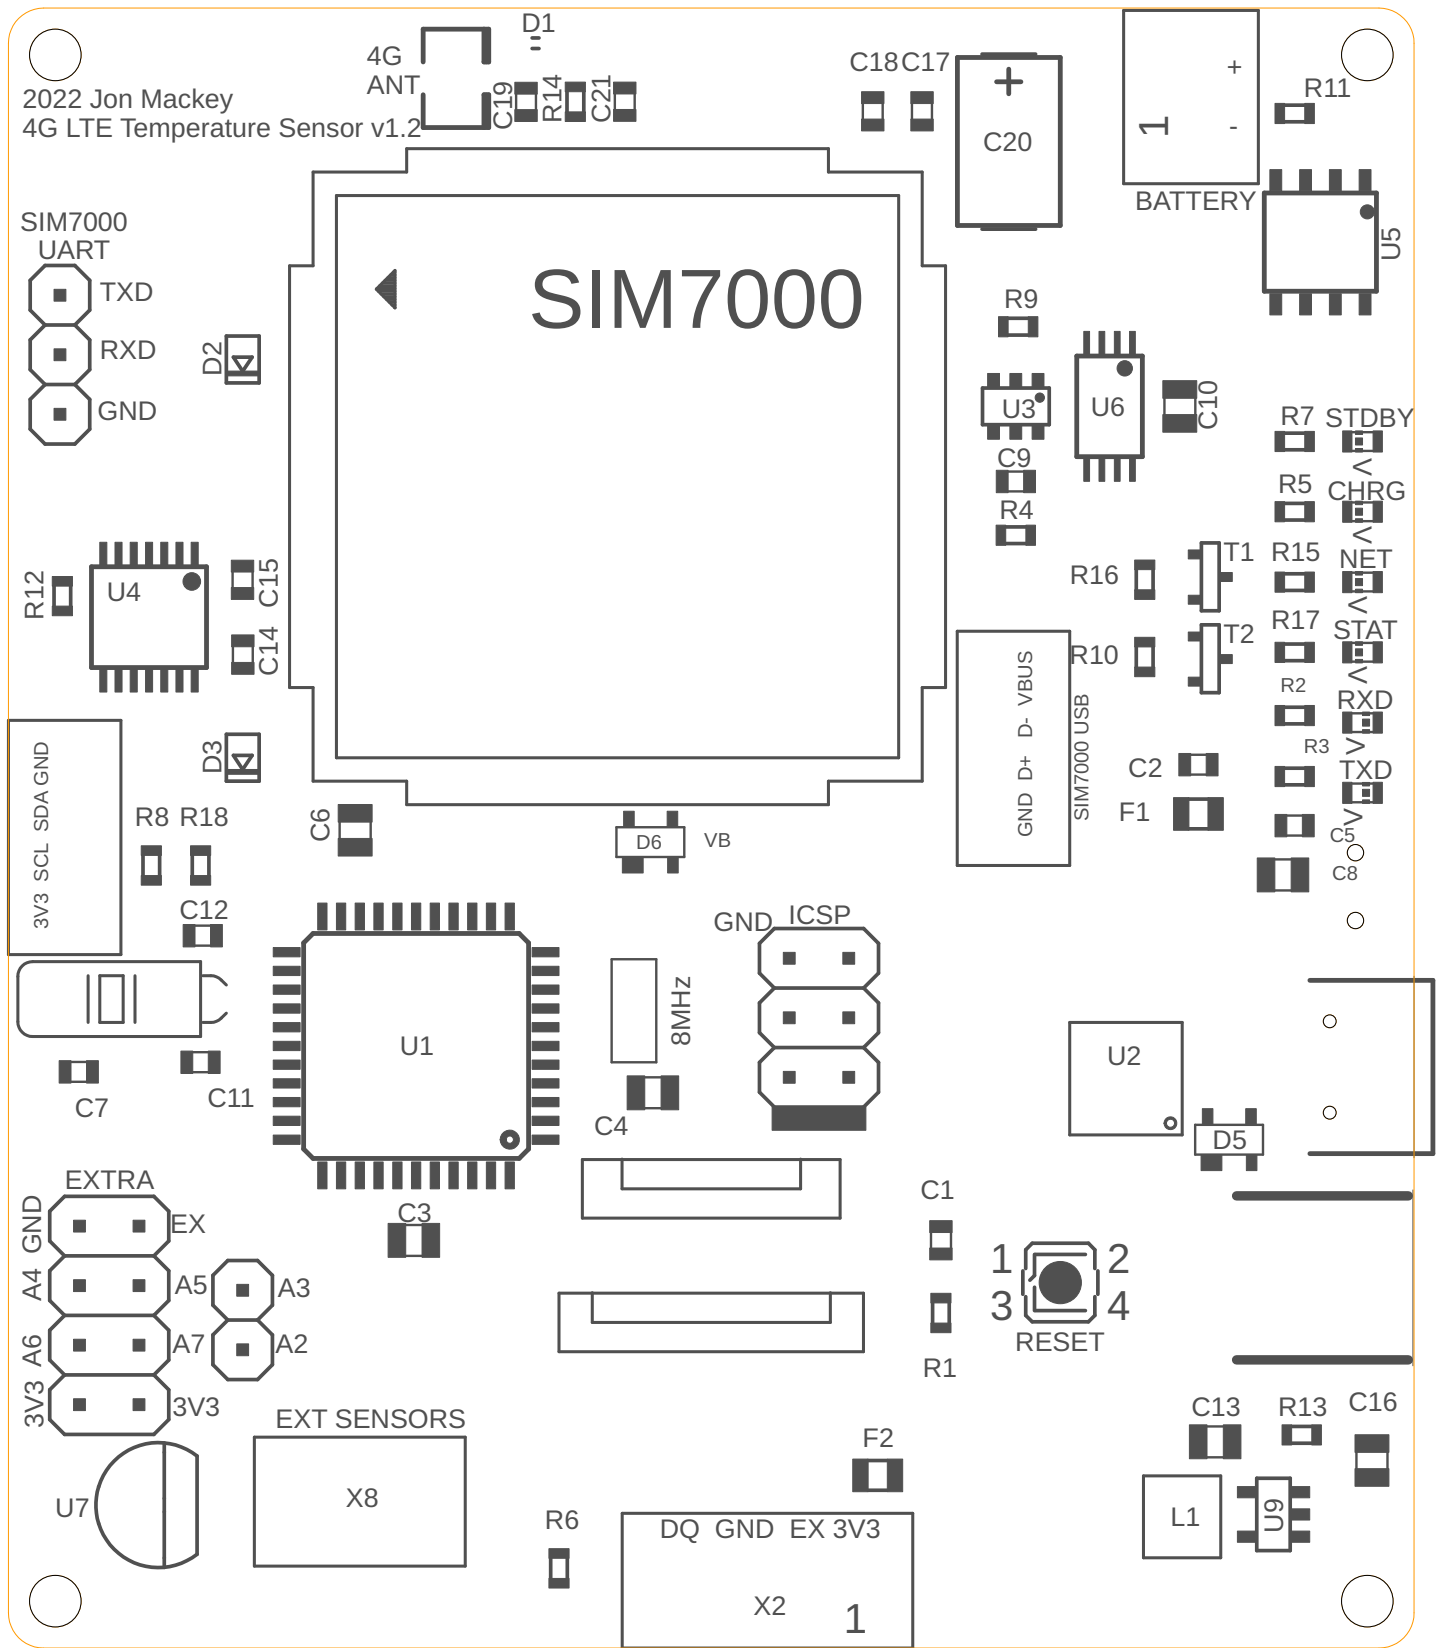 D1
4G
ANT
2022 Jon Mackey
4G LTE Temperature Sensor v1.2
C19
R14
C21
C18
C17
C20
+
1
+
-
BATTERY
R11
U5
SIM7000
UART
TXD
RXD
GND
D2
SIM7000
R9
U3
C9
R4
U6
C10
R7
STDBY
V
R5
CHRG
V
R12
U4
C15
C14
R16
T1
R15
NET
V
R10
T2
R17
STAT
V
R2
RXD
V
R3
TXD
V
C5
C8
C2
F1
GND D+ D- VBUS
SIM7000 USB
3V3 SCL SDA GND
D3
R8
R18
C12
C6
D6
VB
GND
ICSP
U1
8MHz
C4
U2
D5
C7
C11
C3
EXTRA
GND
EX
A4
A5
A3
A6
A7
A2
3V3
3V3
C1
R1
1
2
3
4
RESET
C13
R13
C16
L1
U9
U7
EXT SENSORS
X8
R6
F2
DQ GND EX 3V3
X2
1